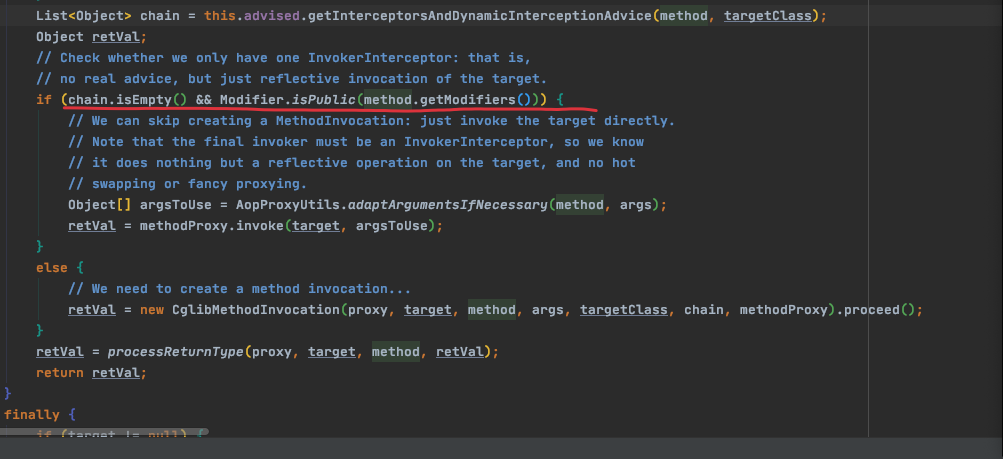 List<Object> chain = this.advised.getInterceptorsAndDynamicInterceptionAdvice(method, targetClass);
Object retVal;
// Check whether we only have one InvokerInterceptor: that is,
// no real advice, but just reflective invocation of the target.
if (chain.isEmpty() && Modifier.isPublic(method.getModifiers())) {
// We can skip creating a MethodInvocation: just invoke the target directly.
// Note that the final invoker must be an InvokerInterceptor, so we know
// it does nothing but a reflective operation on the target, and no hot
// swapping or fancy proxying.
Object[] argsToUse = AopProxyUtils.adaptArgumentsIfNecessary(method, args);
retVal = methodProxy.invoke(target, argsToUse);
}
else {
// We need to create a method invocation...
retVal = new CglibMethodInvocation(proxy, target, method, args, targetClass, chain, methodProxy).proceed();
}
retVal = processReturnType(proxy, target, method, retVal);
return retVal;
}
finally {
if (target != null) {